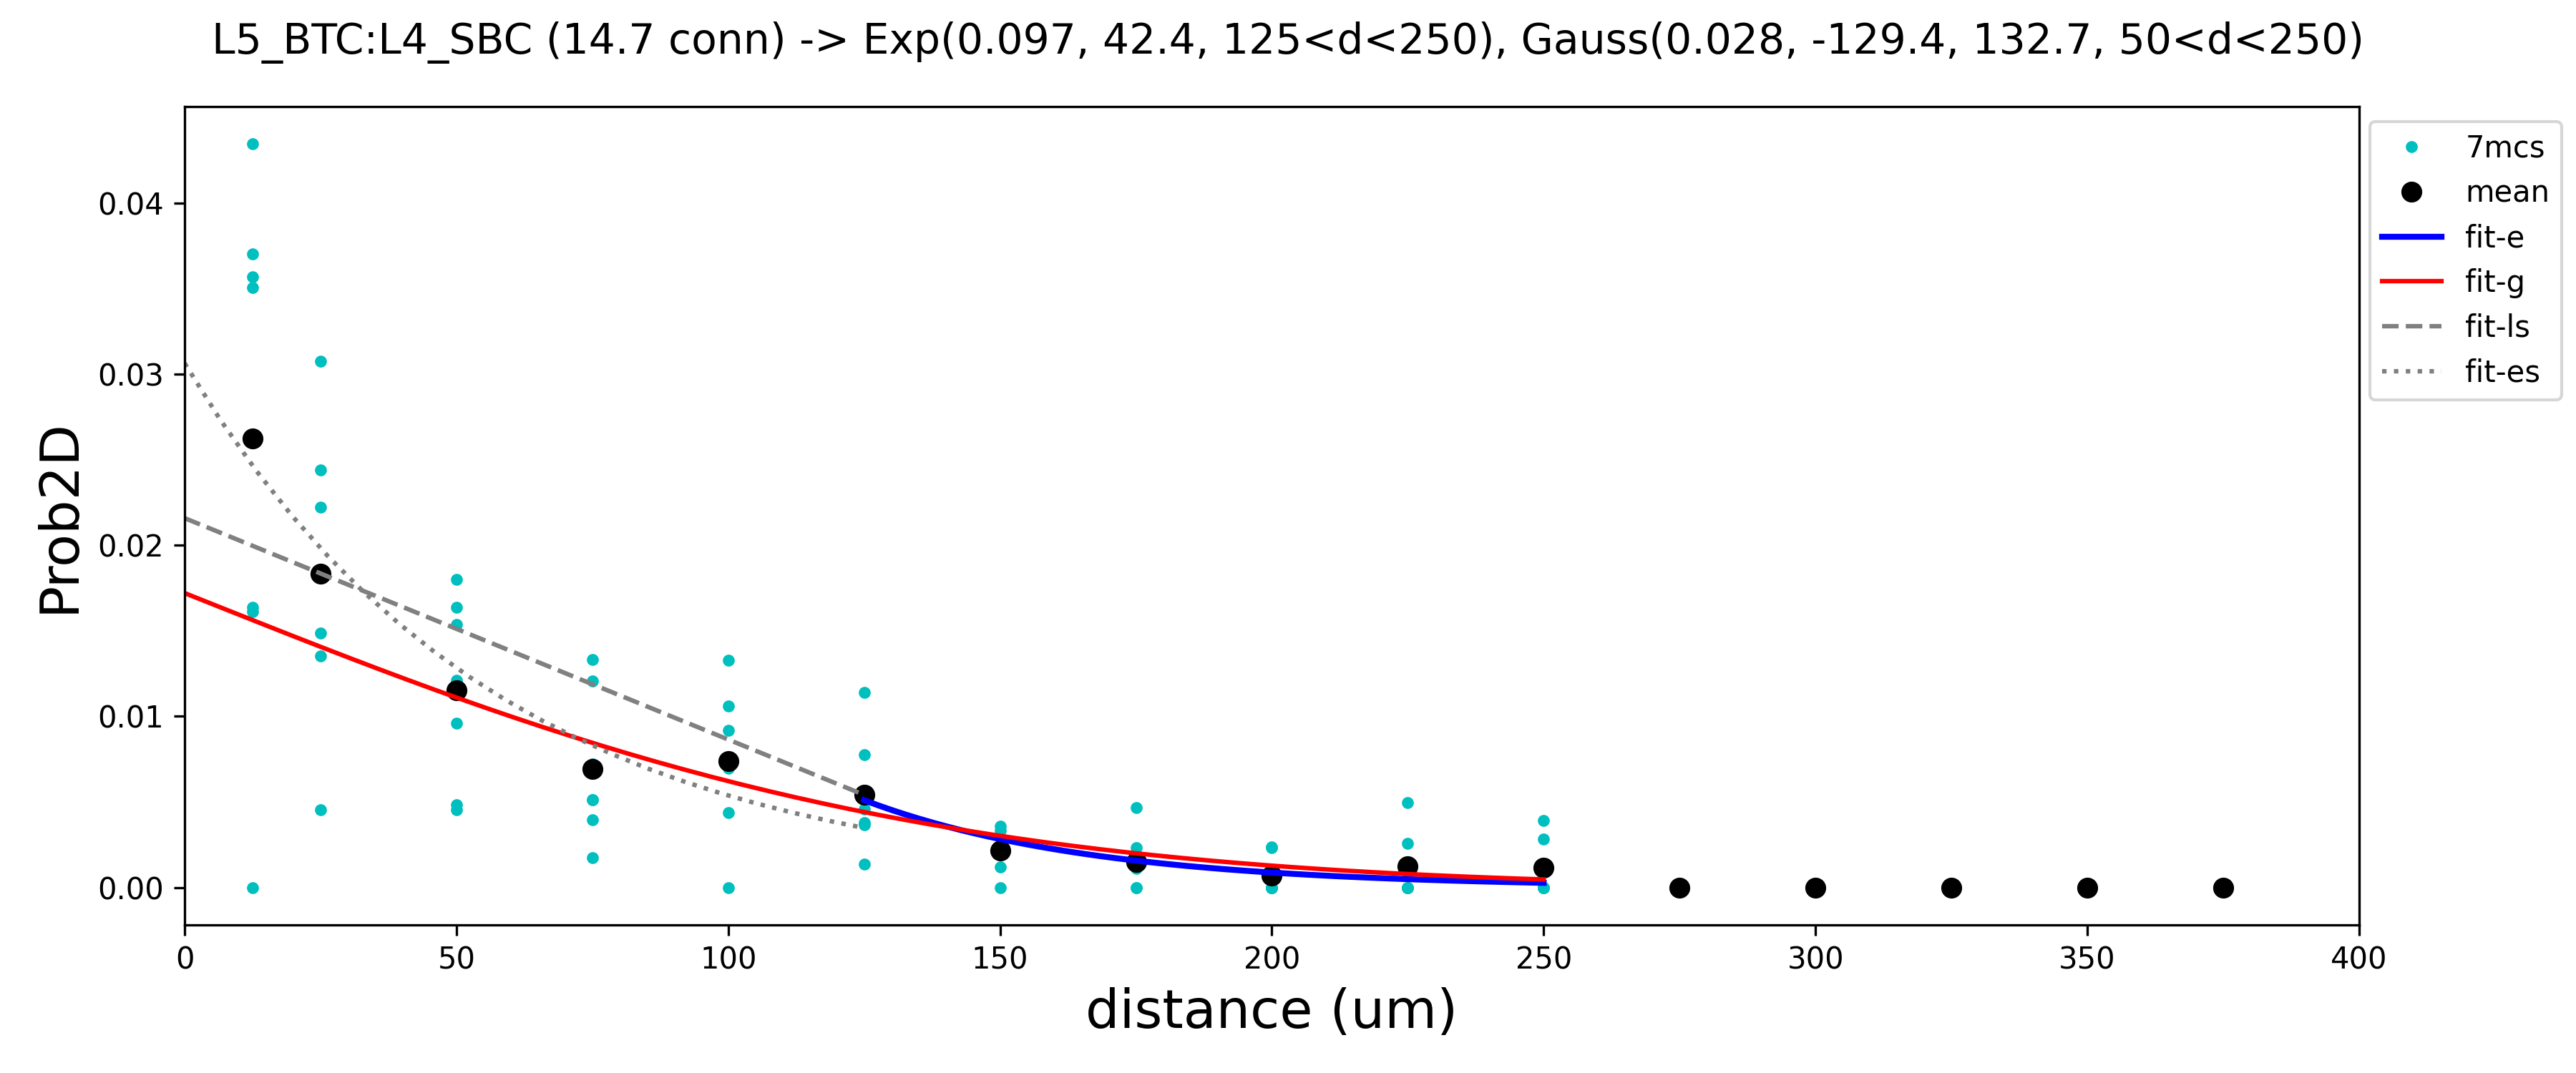 L5_BTC:L4_SBC (14.7 conn) -> Exp(0.097, 42.4, 125<d<250), Gauss(0.028, -129.4, 132.7, 50<d<250)
7mcs
mean
fit-e
fit-g
fit-ls
fit-es
Prob2D
0.04
0.03
0.02
0.01
0.00
0 50 100 150 200 250 300 350 400
distance (um)